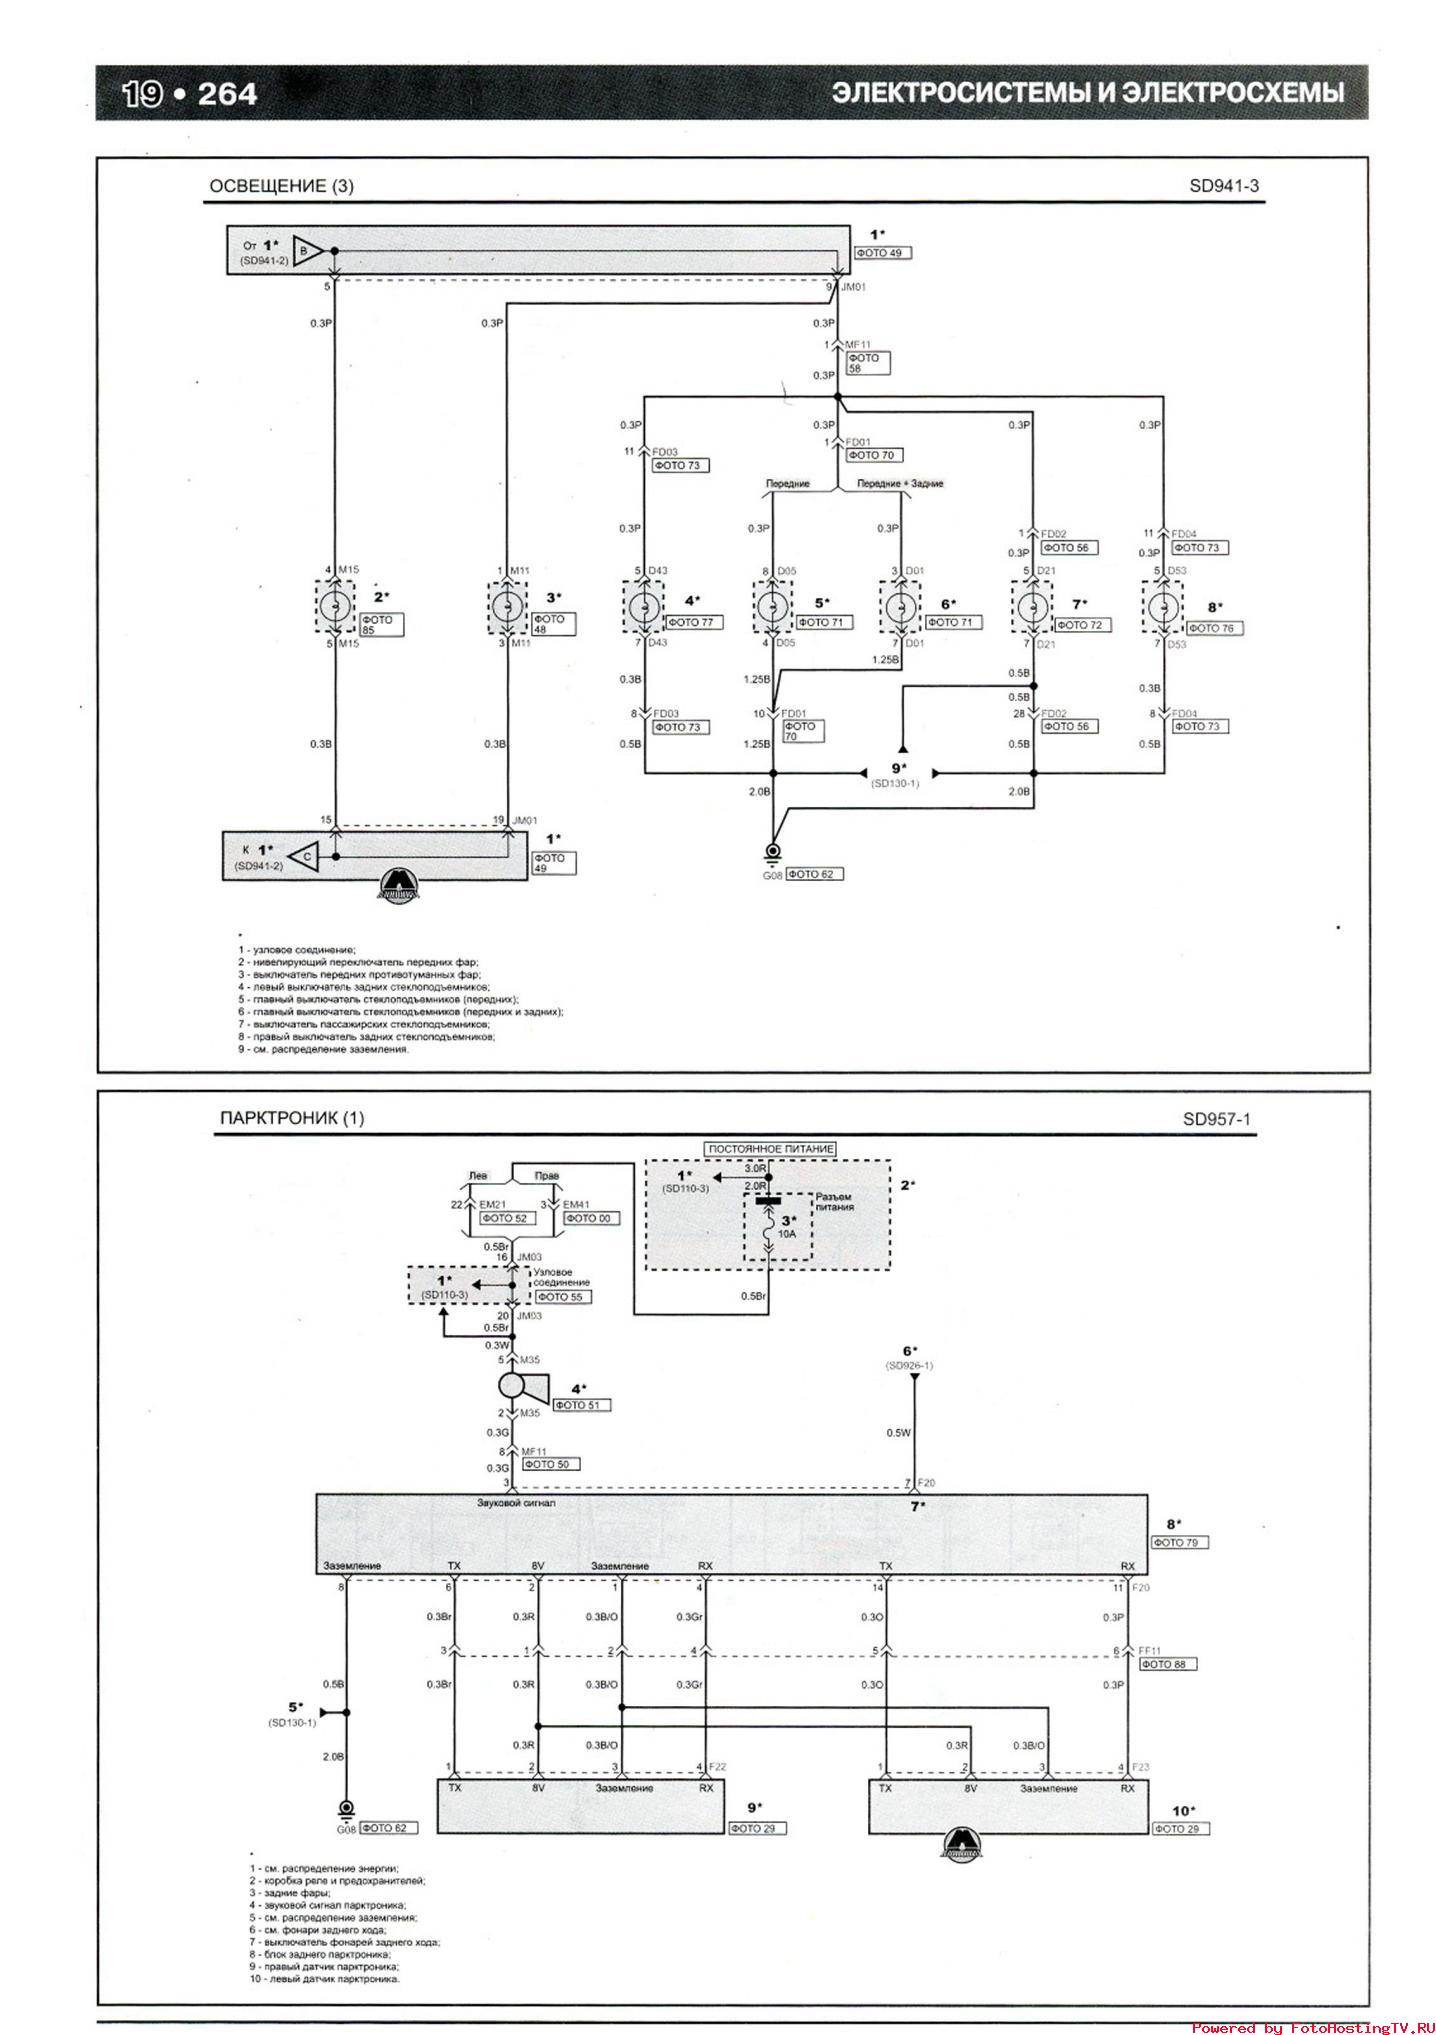 19 • 264
ЭЛЕКТРОСИСТЕМЫ И ЭЛЕКТРОСХЕМЫ
ОСВЕЩЕНИЕ (3)
SD941-3
От 1*
(SD941-2)
B
1*
ФОТО 49
5
9 JM01
0.3P
0.3P
0.3P
1 MF11
ФОТО
58
0.3P
0.3P
0.3P
0.3P
0.3P
11 FD03
ФОТО 73
1 FD01
ФОТО 70
Передние
Передние + Задние
0.3P
0.3P
0.3P
1 FD02
ФОТО 56
0.3P
11 FD04
ФОТО 73
0.3P
4 M15
1 M11
5 D43
8 D05
3 D01
5 D21
5 D53
2*
ФОТО
85
3*
ФОТО
48
4*
ФОТО 77
5*
ФОТО 71
6*
ФОТО 71
7*
ФОТО 72
8*
ФОТО 76
5 M15
3 M11
7 D43
4 D05
7 D01
7 D21
7 D53
1.25B
0.3B
1.25B
0.5B
0.5B
0.3B
8 FD03
ФОТО 73
10 FD01
ФОТО
70
28 FD02
ФОТО 56
8 FD04
ФОТО 73
0.3B
0.3B
0.5B
1.25B
0.5B
0.5B
9*
(SD130-1)
2.0B
2.0B
15
19 JM01
К 1*
(SD941-2)
C
1*
ФОТО
49
G08 ФОТО 62
*
1 - узловое соединение;
2 - нивелирующий переключатель передних фар;
3 - выключатель передних противотуманных фар;
4 - левый выключатель задних стеклоподъемников;
5 - главный выключатель стеклоподъемников (передних);
6 - главный выключатель стеклоподъемников (передних и задних);
7 - выключатель пассажирских стеклоподъемников;
8 - правый выключатель задних стеклоподъемников;
9 - см. распределение заземления.
ПАРКТРОНИК (1)
SD957-1
ПОСТОЯННОЕ ПИТАНИЕ
Лев
Прав
1*
(SD110-3)
3.0R
2.0R
2*
Разъем
питания
3*
10A
22 EM21
ФОТО 52
3 EM41
ФОТО 00
0.5Br
16 JM03
1*
(SD110-3)
Узловое
соединение
ФОТО 55
0.5Br
20 JM03
0.5Br
0.3W
5 M35
4*
ФОТО 51
2 M35
0.3G
8 MF11
ФОТО 50
0.3G
3
6*
(SD926-1)
0.5W
7 F20
Звуковой сигнал
7*
8*
ФОТО 79
Заземление
TX
8V
Заземление
RX
TX
RX
8
6
2
1
4
14
11 F20
0.3Br
0.3R
0.3B/O
0.3Gr
0.3O
0.3P
3
1
2
4
5
6 FF11
ФОТО 88
0.5B
0.3Br
0.3R
0.3B/O
0.3Gr
0.3O
0.3P
5*
(SD130-1)
2.0B
0.3R
0.3B/O
0.3R
0.3B/O
1
2
3
4 F22
1
2
3
4 F23
TX
8V
Заземление
RX
TX
8V
Заземление
RX
9*
ФОТО 29
10*
ФОТО 29
G08 ФОТО 62
*
1 - см. распределение энергии;
2 - коробка реле и предохранителей;
3 - задние фары;
4 - звуковой сигнал парктроника;
5 - см. распределение заземления;
6 - см. фонари заднего хода;
7 - выключатель фонарей заднего хода;
8 - блок заднего парктроника;
9 - правый датчик парктроника;
10 - левый датчик парктроника.
Powered by FotoHostingTV.RU